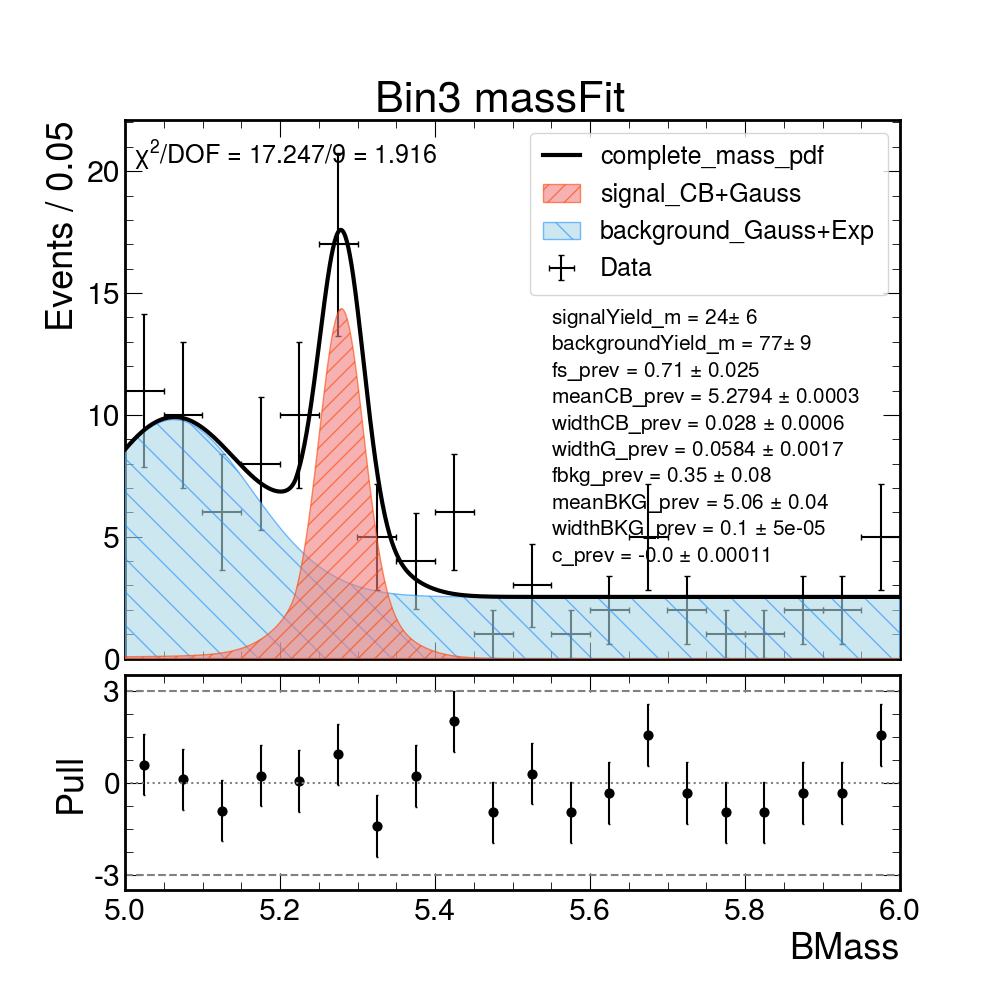 Bin3 massFit
Events / 0.05
χ²/DOF = 17.247/9 = 1.916
complete_mass_pdf
signal_CB+Gauss
background_Gauss+Exp
Data
signalYield_m = 24± 6
backgroundYield_m = 77± 9
fs_prev = 0.71 ± 0.025
meanCB_prev = 5.2794 ± 0.0003
widthCB_prev = 0.028 ± 0.0006
widthG_prev = 0.0584 ± 0.0017
fbkg_prev = 0.35 ± 0.08
meanBKG_prev = 5.06 ± 0.04
widthBKG_prev = 0.1 ± 5e-05
c_prev = -0.0 ± 0.00011
20
15
10
5
0
Pull
3
0
-3
5.0 5.2 5.4 5.6 5.8 6.0
BMass